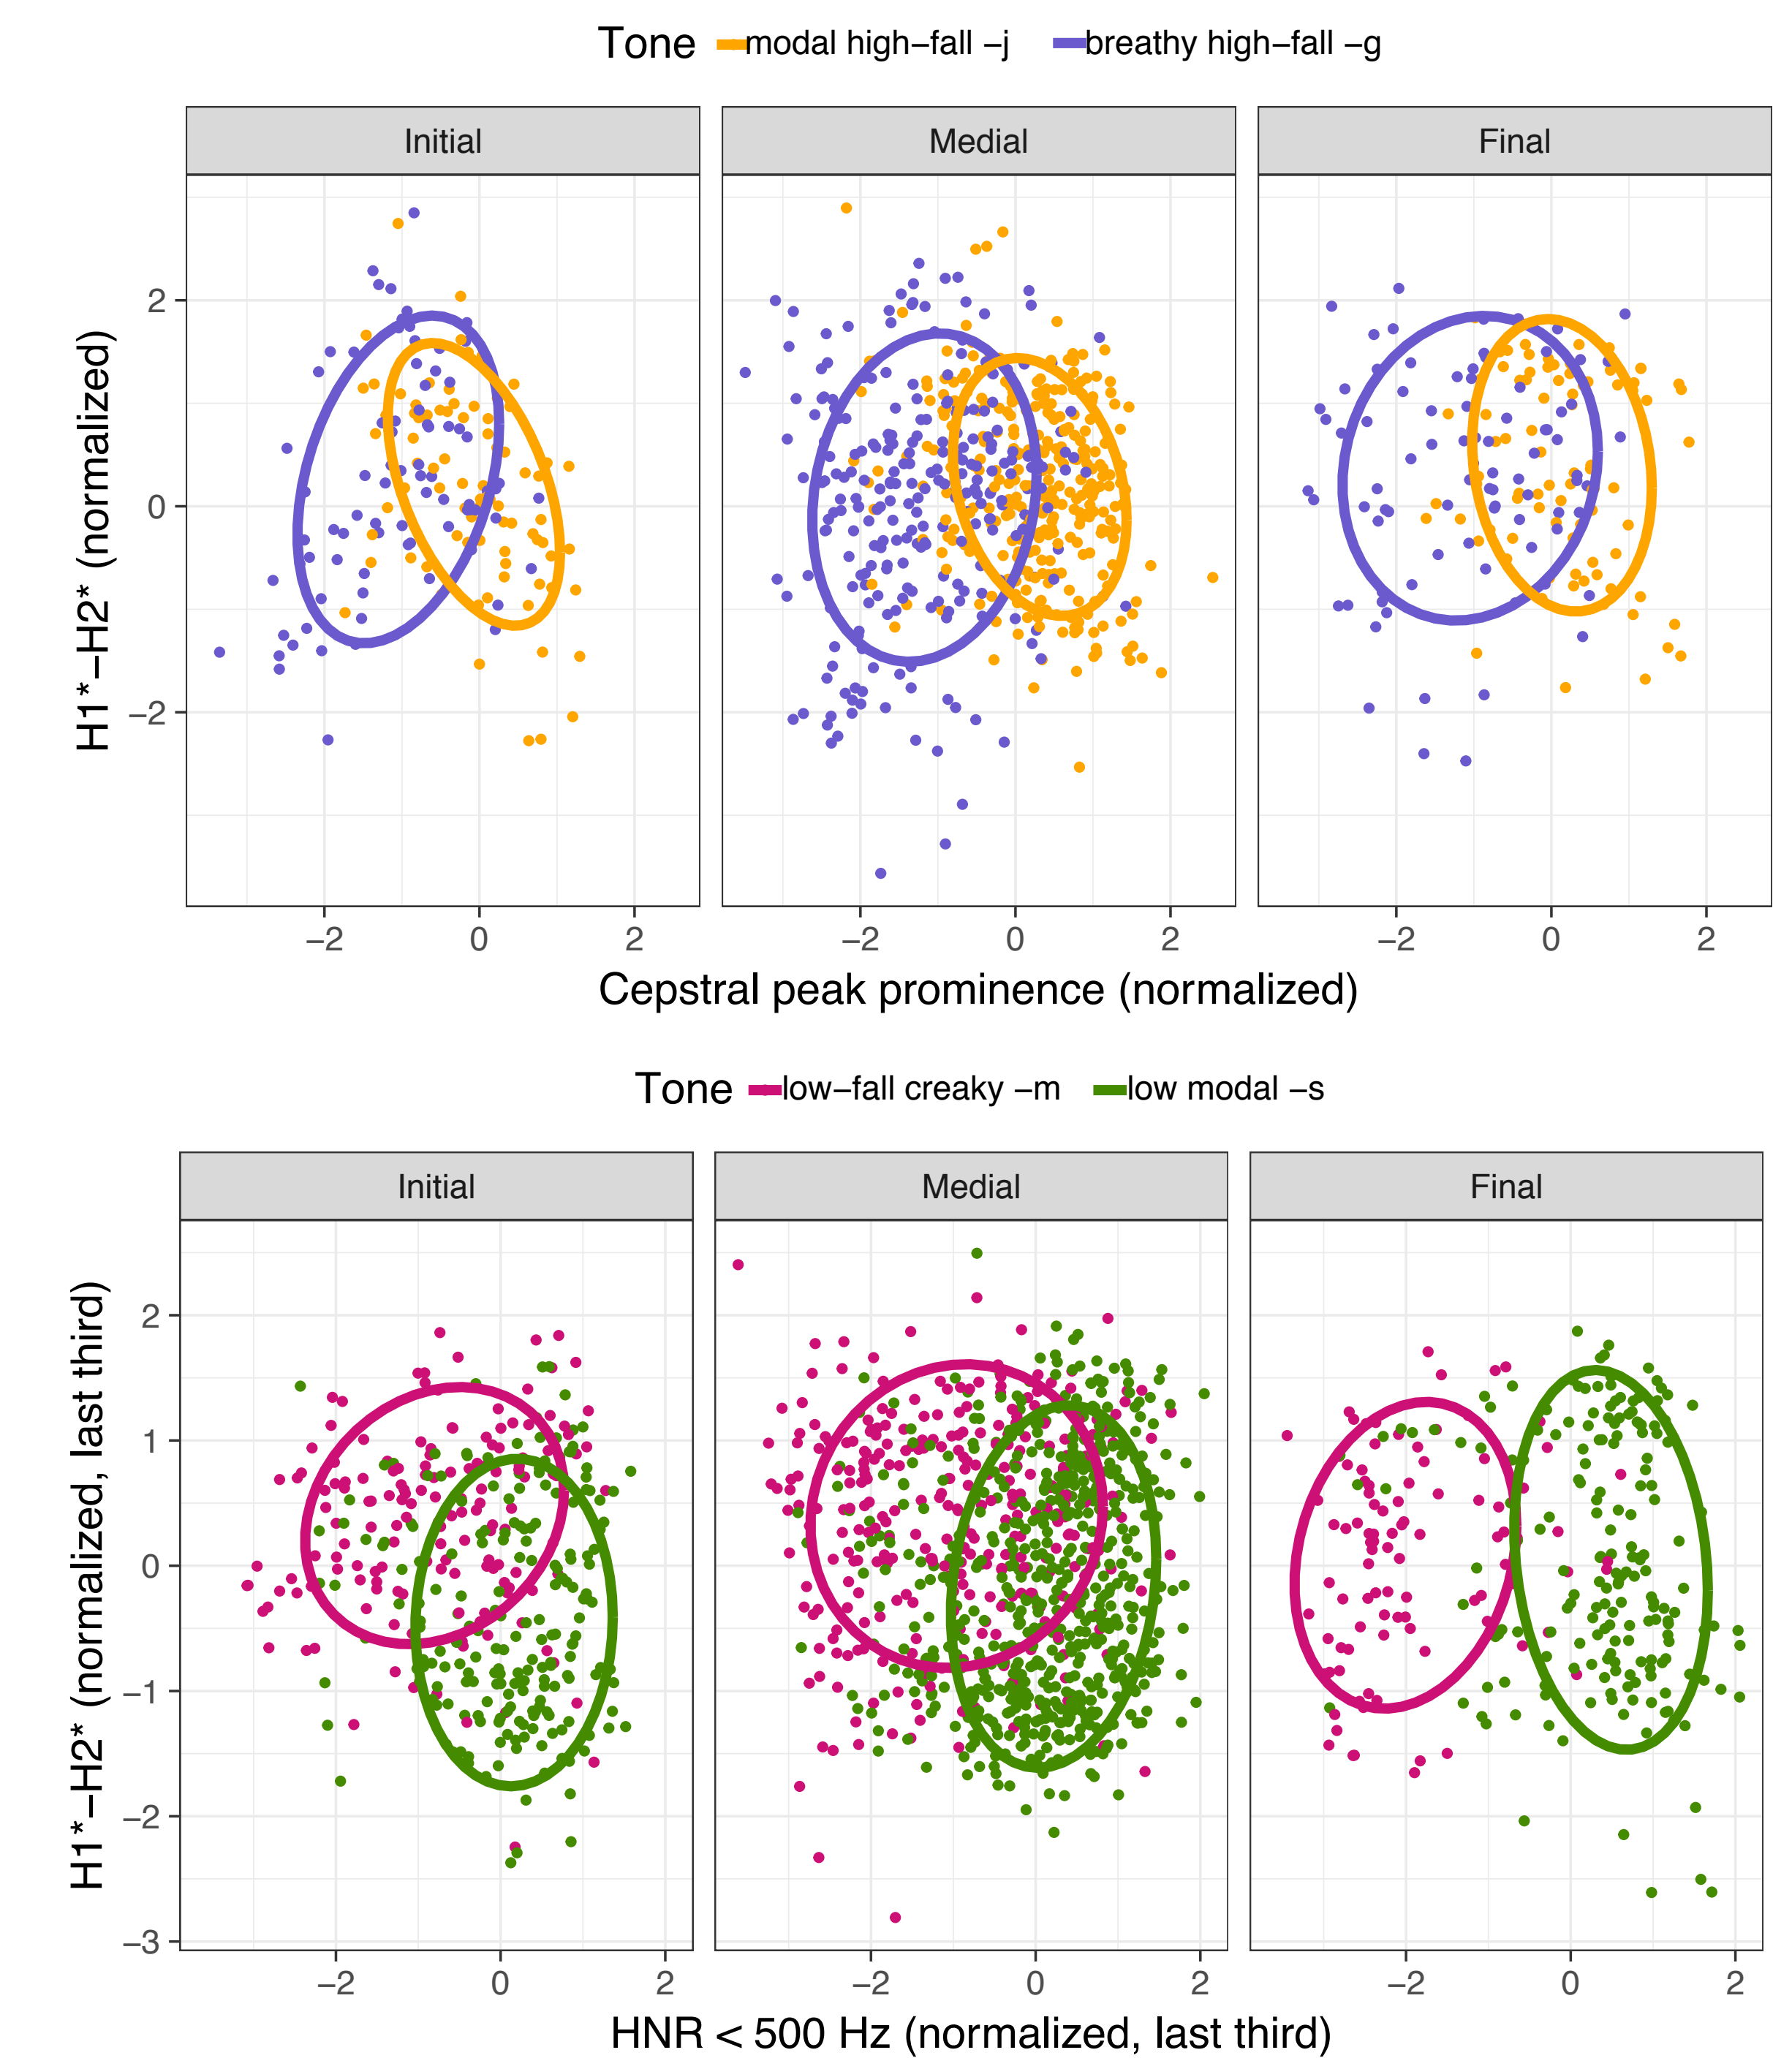 Tone modal high−fall −j breathy high−fall −g
Initial Medial Final
H1*−H2* (normalized)
2
0
−2
−2 0 2 −2 0 2 −2 0 2
Cepstral peak prominence (normalized)
Tone low−fall creaky −m low modal −s
Initial Medial Final
H1*−H2* (normalized, last third)
2
1
0
−1
−2
−3
−2 0 2 −2 0 2 −2 0 2
HNR < 500 Hz (normalized, last third)